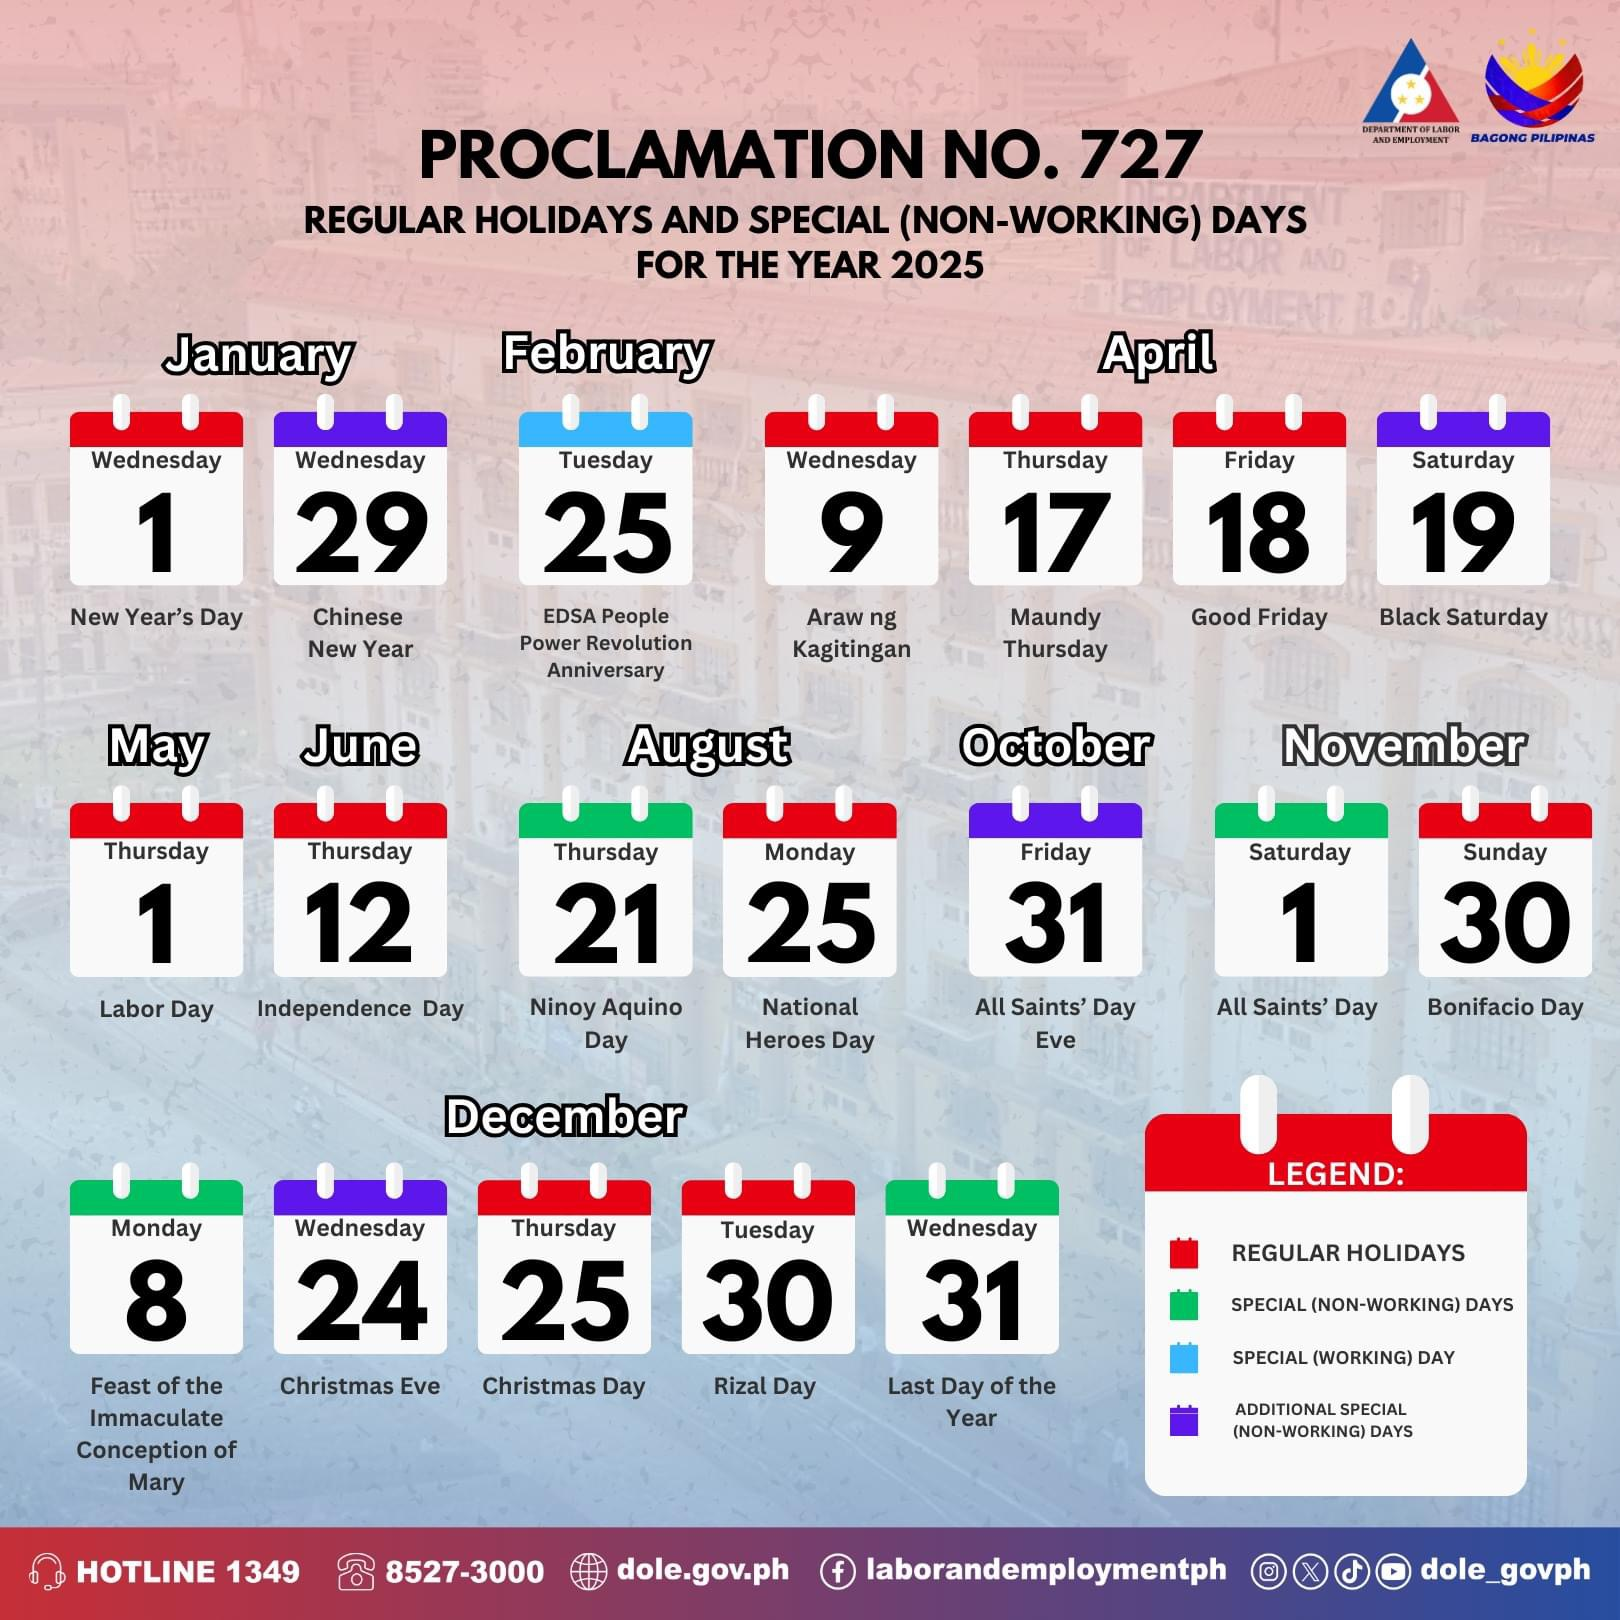 DEPARTMENT OF LABOR
AND EMPLOYMENT
BAGONG PILIPINAS
PROCLAMATION NO. 727
REGULAR HOLIDAYS AND SPECIAL (NON-WORKING) DAYS
FOR THE YEAR 2025
DEPARTMENT
OF LABOR AND
EMPLOYMENT
January
Wednesday
1
New Year’s Day
Wednesday
29
Chinese
New Year
February
Tuesday
25
EDSA People
Power Revolution
Anniversary
April
Wednesday
9
Araw ng
Kagitingan
Thursday
17
Maundy
Thursday
Friday
18
Good Friday
Saturday
19
Black Saturday
May
Thursday
1
Labor Day
June
Thursday
12
Independence Day
August
Thursday
21
Ninoy Aquino
Day
Monday
25
National
Heroes Day
October
Friday
31
All Saints’ Day
Eve
November
Saturday
1
All Saints’ Day
Sunday
30
Bonifacio Day
December
Monday
8
Feast of the
Immaculate
Conception of
Mary
Wednesday
24
Christmas Eve
Thursday
25
Christmas Day
Tuesday
30
Rizal Day
Wednesday
31
Last Day of the
Year
LEGEND:
REGULAR HOLIDAYS
SPECIAL (NON-WORKING) DAYS
SPECIAL (WORKING) DAY
ADDITIONAL SPECIAL
(NON-WORKING) DAYS
HOTLINE 1349 8527-3000 dole.gov.ph laborandemploymentph dole_govph